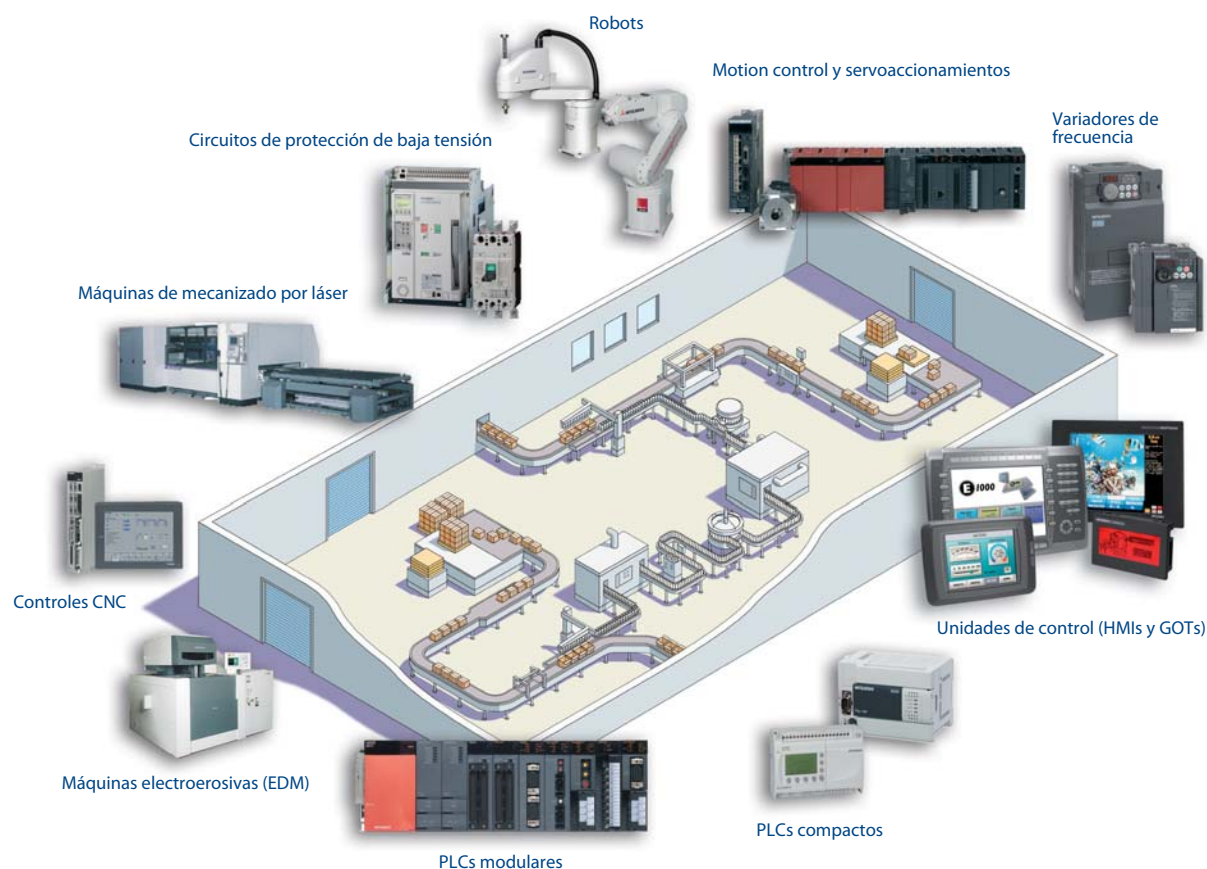 Robots
Motion control y servoaccionamientos
Variadores de
frecuencia
Circuitos de protección de baja tensión
Máquinas de mecanizado por láser
E1000
Controles CNC
Unidades de control (HMIs y GOTs)
Máquinas electroerosivas (EDM)
PLCs compactos
PLCs modulares